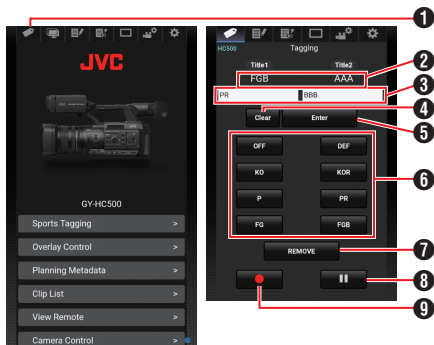 JVC
GY-HC500
Sports Tagging >
Overlay Control >
Planning Metadata >
Clip List >
View Remote >
Camera Control >
HC500 Tagging
Title1 Title2
FGB AAA
PR BBB
Clear Enter
OFF DEF
KO KOR
P PR
FG FGB
REMOVE
1
2
3
4
5
6
7
8
9